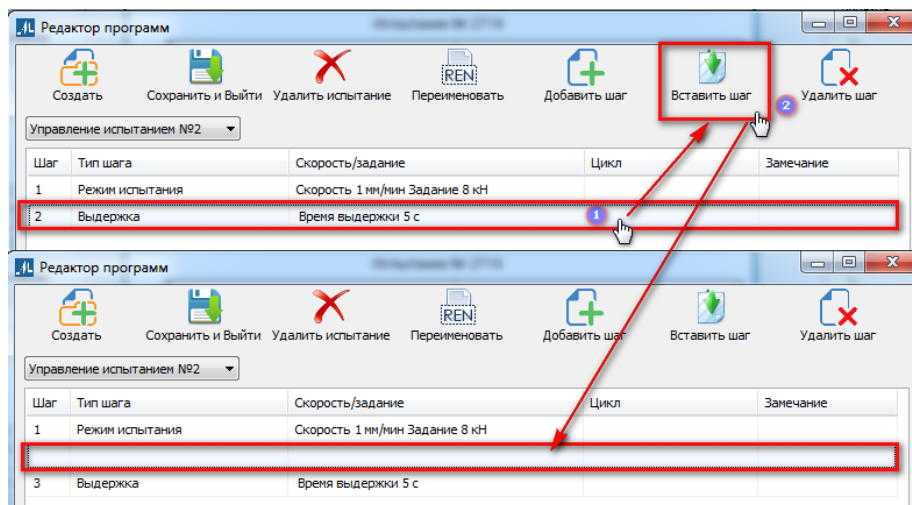 Редактор программ
Создать Сохранить и Выйти Удалить испытание REN Переименовать Добавить шаг Вставить шаг 2 Удалить шаг
Управление испытанием №2
Шаг Тип шага Скорость/задание Цикл Замечание
1 Режим испытания Скорость 1 мм/мин Задание 8 кН
2 Выдержка Время выдержки 5 с 1
Редактор программ
Создать Сохранить и Выйти Удалить испытание REN Переименовать Добавить шаг Вставить шаг Удалить шаг
Управление испытанием №2
Шаг Тип шага Скорость/задание Цикл Замечание
1 Режим испытания Скорость 1 мм/мин Задание 8 кН
3 Выдержка Время выдержки 5 с